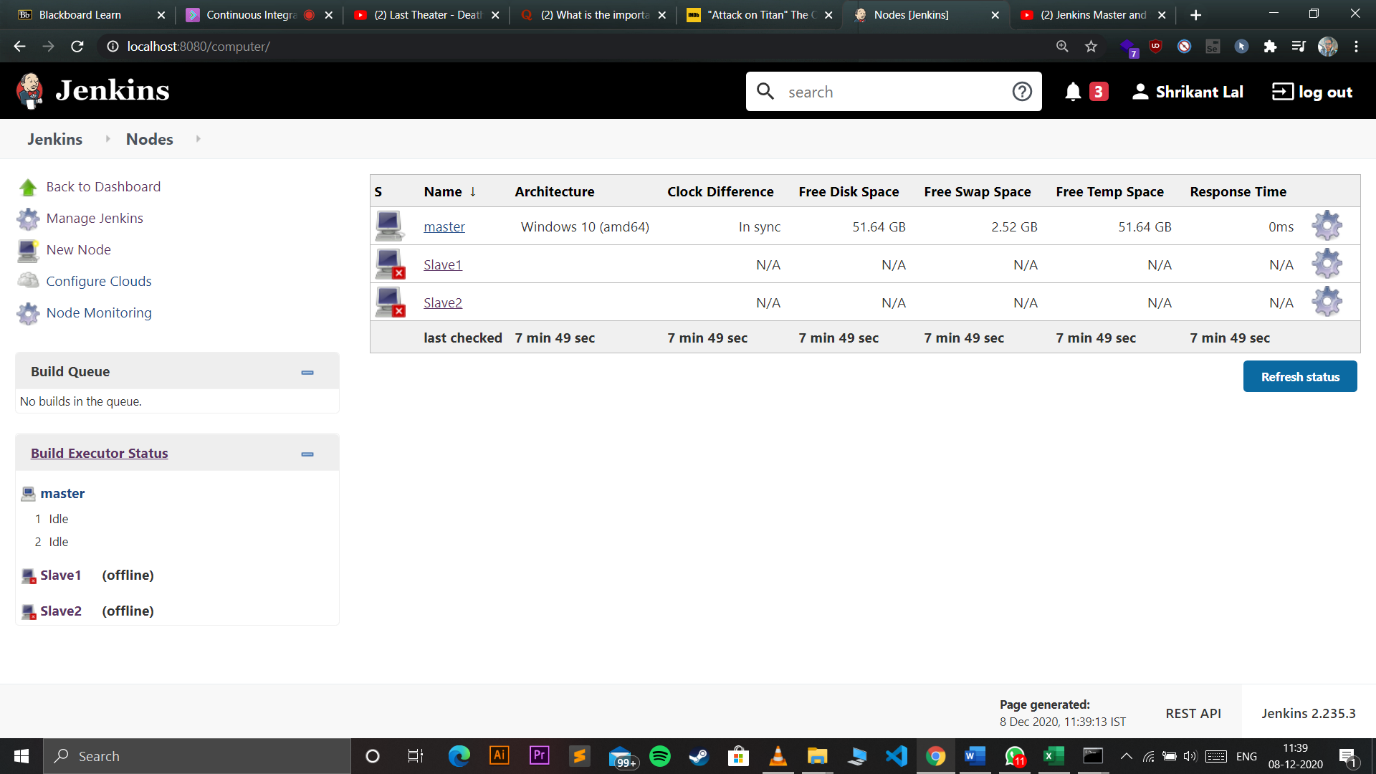 Blackboard Learn
Continuous Integra
(2) Last Theater - Death
(2) What is the importa
"Attack on Titan" The C
Nodes [Jenkins]
(2) Jenkins Master and
localhost:8080/computer/
7
Jenkins
search
3
Shrikant Lal
log out
Jenkins
Nodes
Back to Dashboard
Manage Jenkins
New Node
Configure Clouds
Node Monitoring
Build Queue
No builds in the queue.
Build Executor Status
master
1 Idle
2 Idle
Slave1 (offline)
Slave2 (offline)
S Name ↓ Architecture Clock Difference Free Disk Space Free Swap Space Free Temp Space Response Time
master Windows 10 (amd64) In sync 51.64 GB 2.52 GB 51.64 GB 0ms
Slave1 N/A N/A N/A N/A N/A
Slave2 N/A N/A N/A N/A N/A
last checked 7 min 49 sec 7 min 49 sec 7 min 49 sec 7 min 49 sec 7 min 49 sec 7 min 49 sec
Refresh status
Page generated:
8 Dec 2020, 11:39:13 IST
REST API
Jenkins 2.235.3
Search
Ai
Pr
99+
11
ENG
11:39
08-12-2020
1